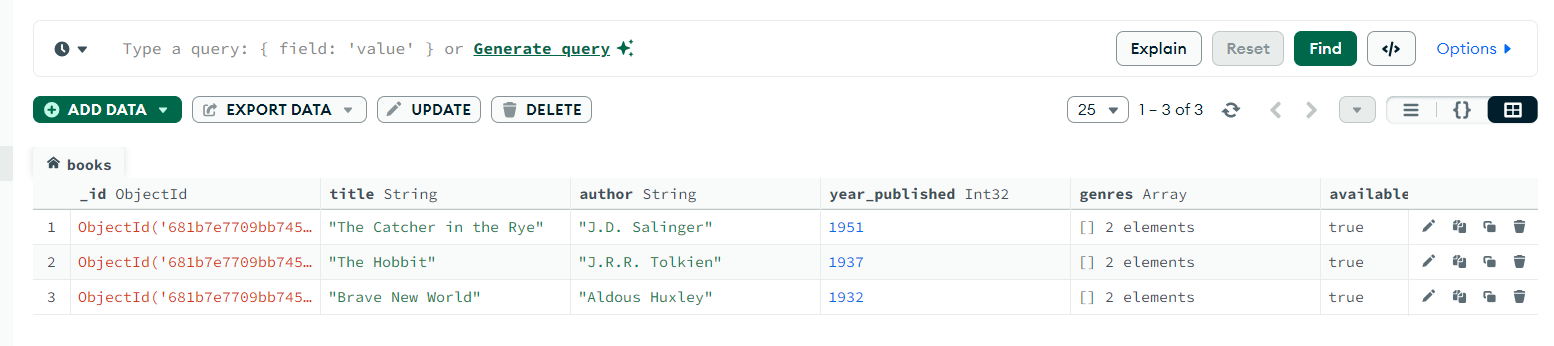 Type a query: { field: 'value' } or Generate query Explain Reset Find </> Options
ADD DATA EXPORT DATA UPDATE DELETE 25 1 – 3 of 3 {}
books
_id ObjectId title String author String year_published Int32 genres Array available
1 ObjectId('681b7e7709bb745… "The Catcher in the Rye" "J.D. Salinger" 1951 [] 2 elements true
2 ObjectId('681b7e7709bb745… "The Hobbit" "J.R.R. Tolkien" 1937 [] 2 elements true
3 ObjectId('681b7e7709bb745… "Brave New World" "Aldous Huxley" 1932 [] 2 elements true